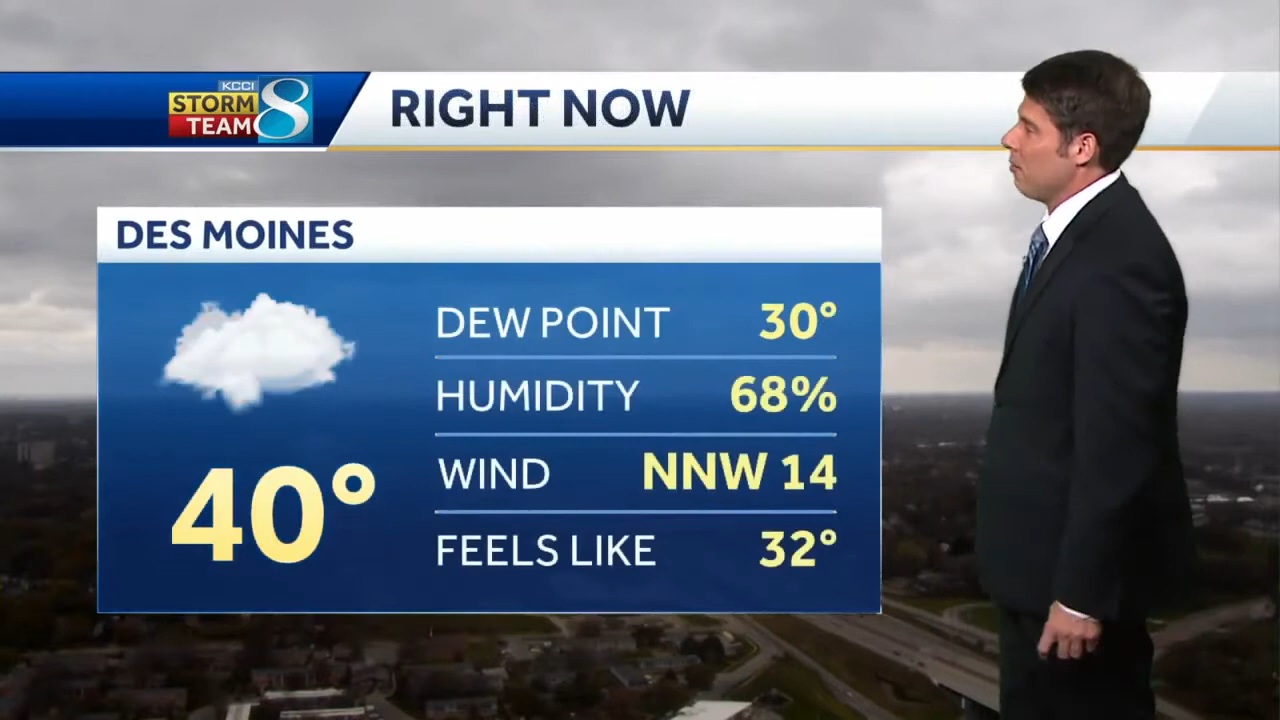 KCCI
STORM
TEAM 8
RIGHT NOW
DES MOINES
40°
DEW POINT 30°
HUMIDITY 68%
WIND NNW 14
FEELS LIKE 32°